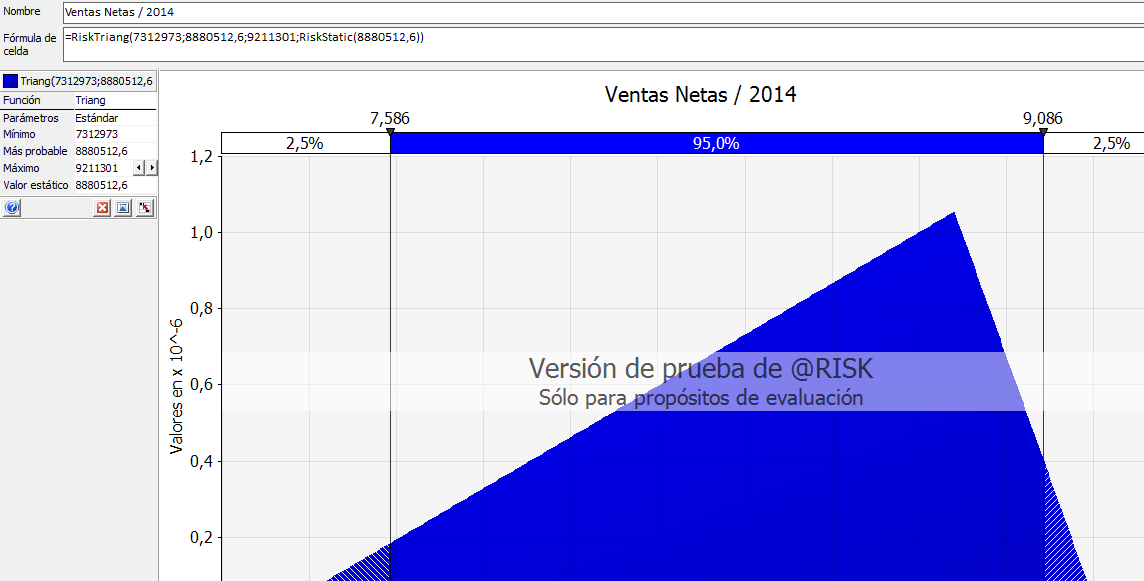 Nombre
Ventas Netas / 2014
Fórmula de celda
=RiskTriang(7312973;8880512,6;9211301;RiskStatic(8880512,6))
Triang(7312973;8880512,6
Función Triang
Parámetros Estándar
Mínimo 7312973
Más probable 8880512,6
Máximo 9211301
Valor estático 8880512,6
Ventas Netas / 2014
7,586 9,086
2,5% 95,0% 2,5%
1,2
1,0
0,8
0,6
0,4
0,2
Valores en x 10^-6
Versión de prueba de @RISK
Sólo para propósitos de evaluación